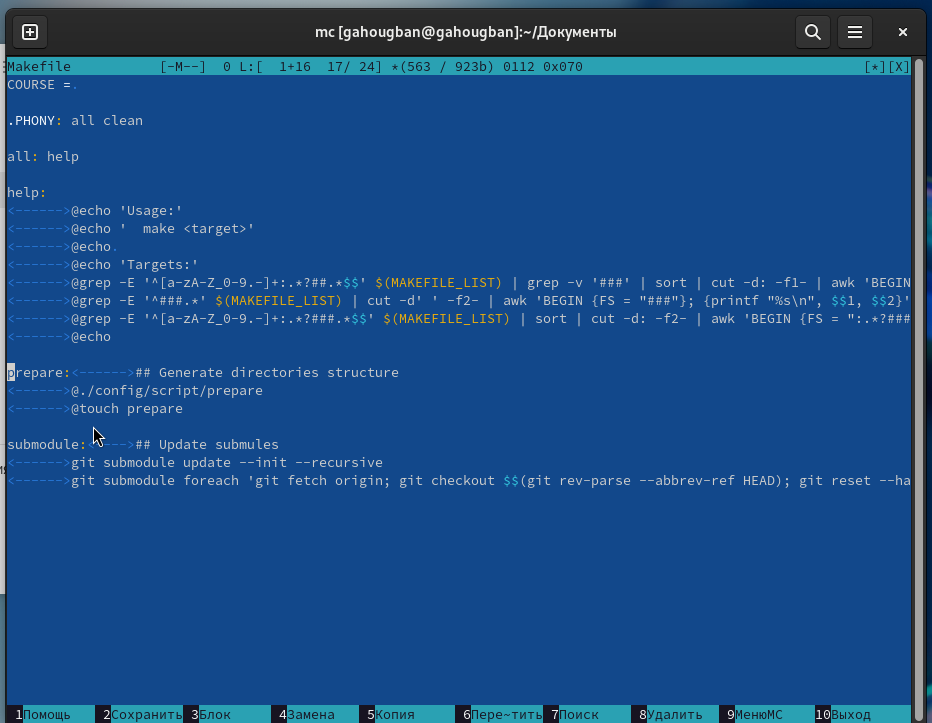 mc [gahougban@gahougban]:~/Документы
Makefile [-M--] 0 L:[ 1+16 17/ 24] *(563 / 923b) 0112 0x070 [*][X]
COURSE =.
.PHONY: all clean
all: help
help:
<------>@echo 'Usage:'
<------>@echo '  make <target>'
<------>@echo.
<------>@echo 'Targets:'
<------>@grep -E '^[a-zA-Z_0-9.-]+:.*?##.*$$' $(MAKEFILE_LIST) | grep -v '###' | sort | cut -d: -f1- | awk 'BEGIN
<------>@grep -E '^###.*' $(MAKEFILE_LIST) | cut -d' ' -f2- | awk 'BEGIN {FS = "###"}; {printf "%s\n", $$1, $$2}'
<------>@grep -E '^[a-zA-Z_0-9.-]+:.*?###.*$$' $(MAKEFILE_LIST) | sort | cut -d: -f2- | awk 'BEGIN {FS = ":.*?###
<------>@echo
prepare:<------>## Generate directories structure
<------>@./config/script/prepare
<------>@touch prepare
submodule:<---->## Update submules
<------>git submodule update --init --recursive
<------>git submodule foreach 'git fetch origin; git checkout $$(git rev-parse --abbrev-ref HEAD); git reset --ha
1Помощь 2Сохранить 3Блок 4Замена 5Копия 6Пере~тить 7Поиск 8Удалить 9МенюMC 10Выход